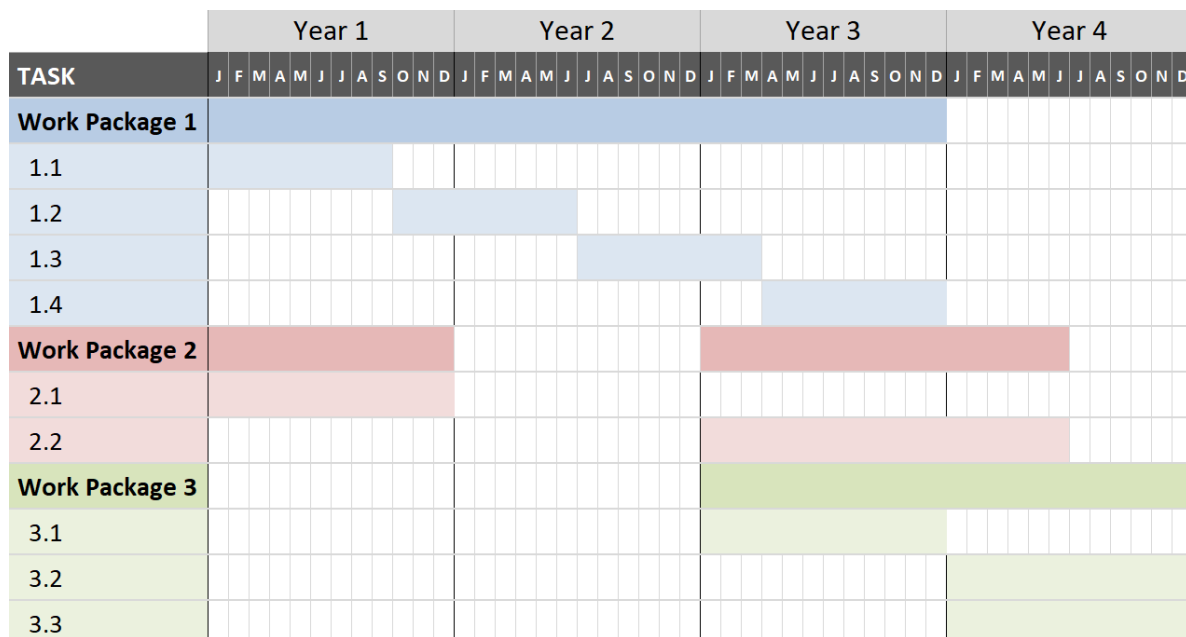 Year 1 Year 2 Year 3 Year 4
TASK J F M A M J J A S O N D J F M A M J J A S O N D J F M A M J J A S O N D J F M A M J J A S O N D
Work Package 1
1.1
1.2
1.3
1.4
Work Package 2
2.1
2.2
Work Package 3
3.1
3.2
3.3